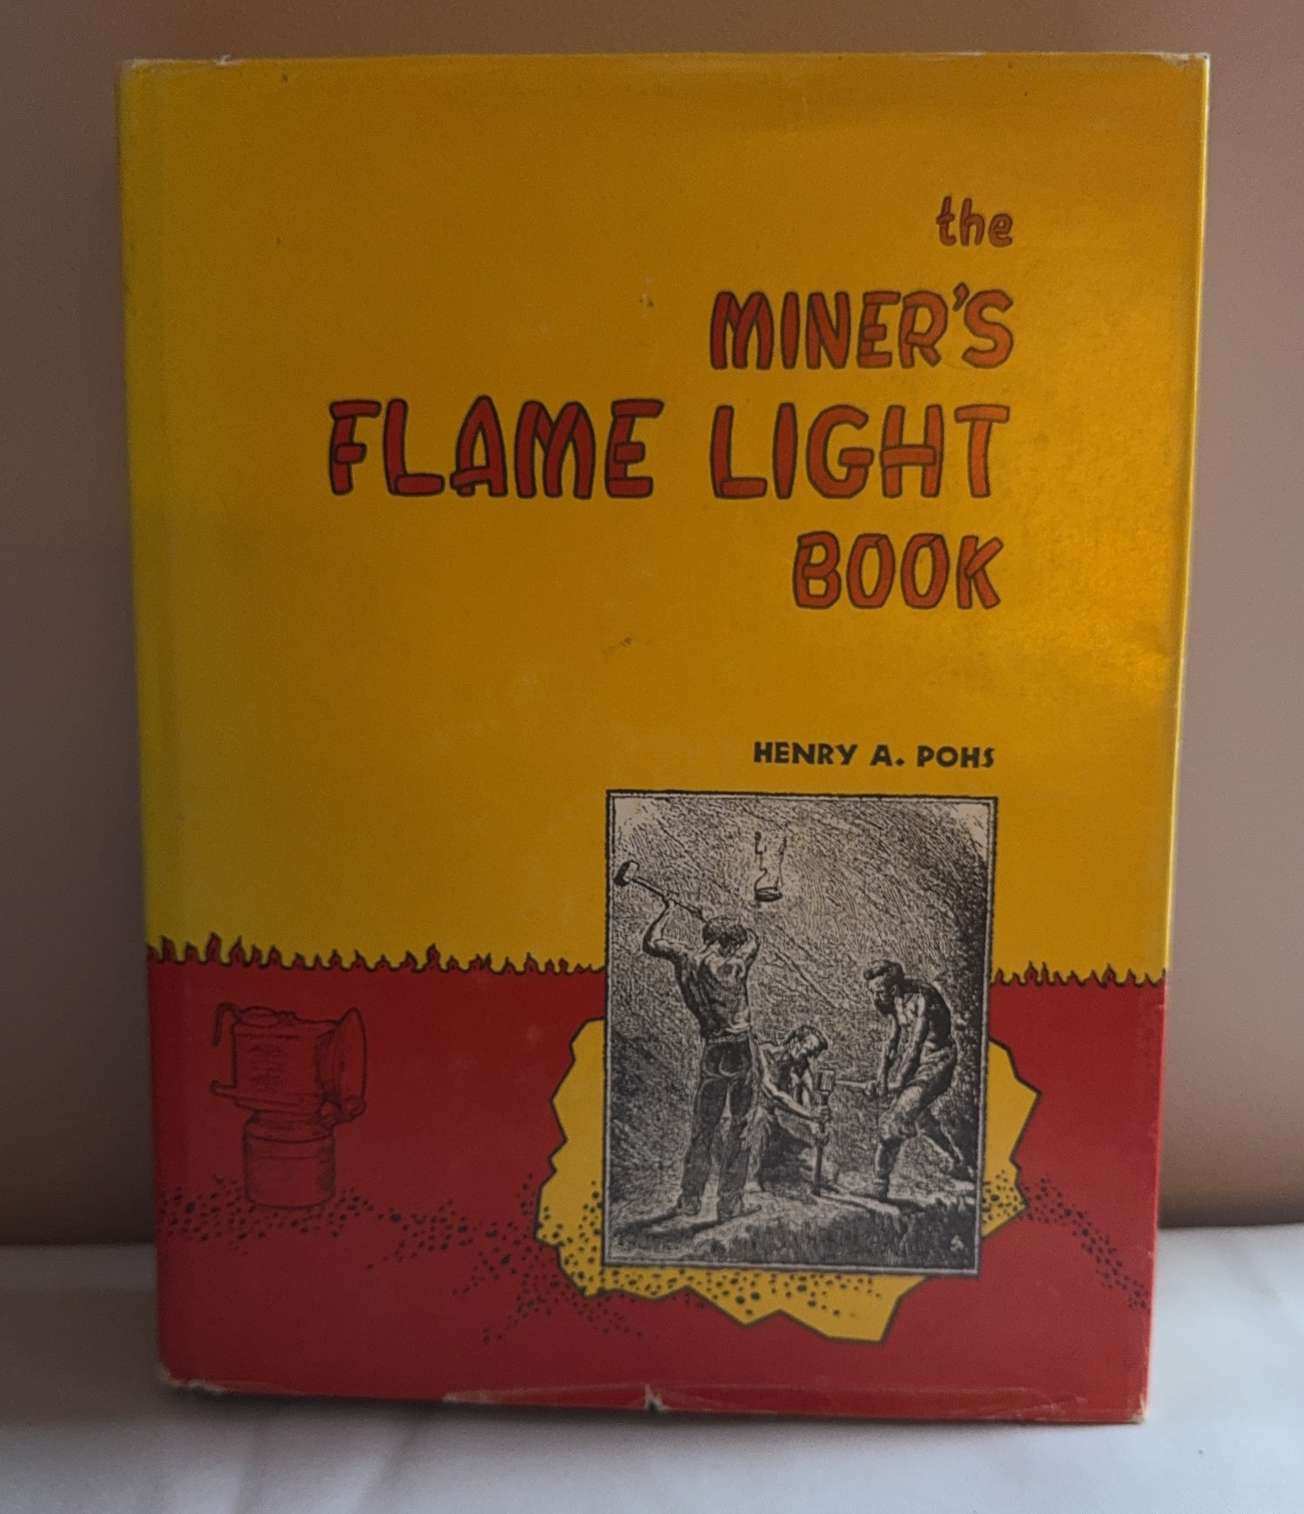 the
MINER'S
FLAME LIGHT
BOOK
HENRY A. POHS